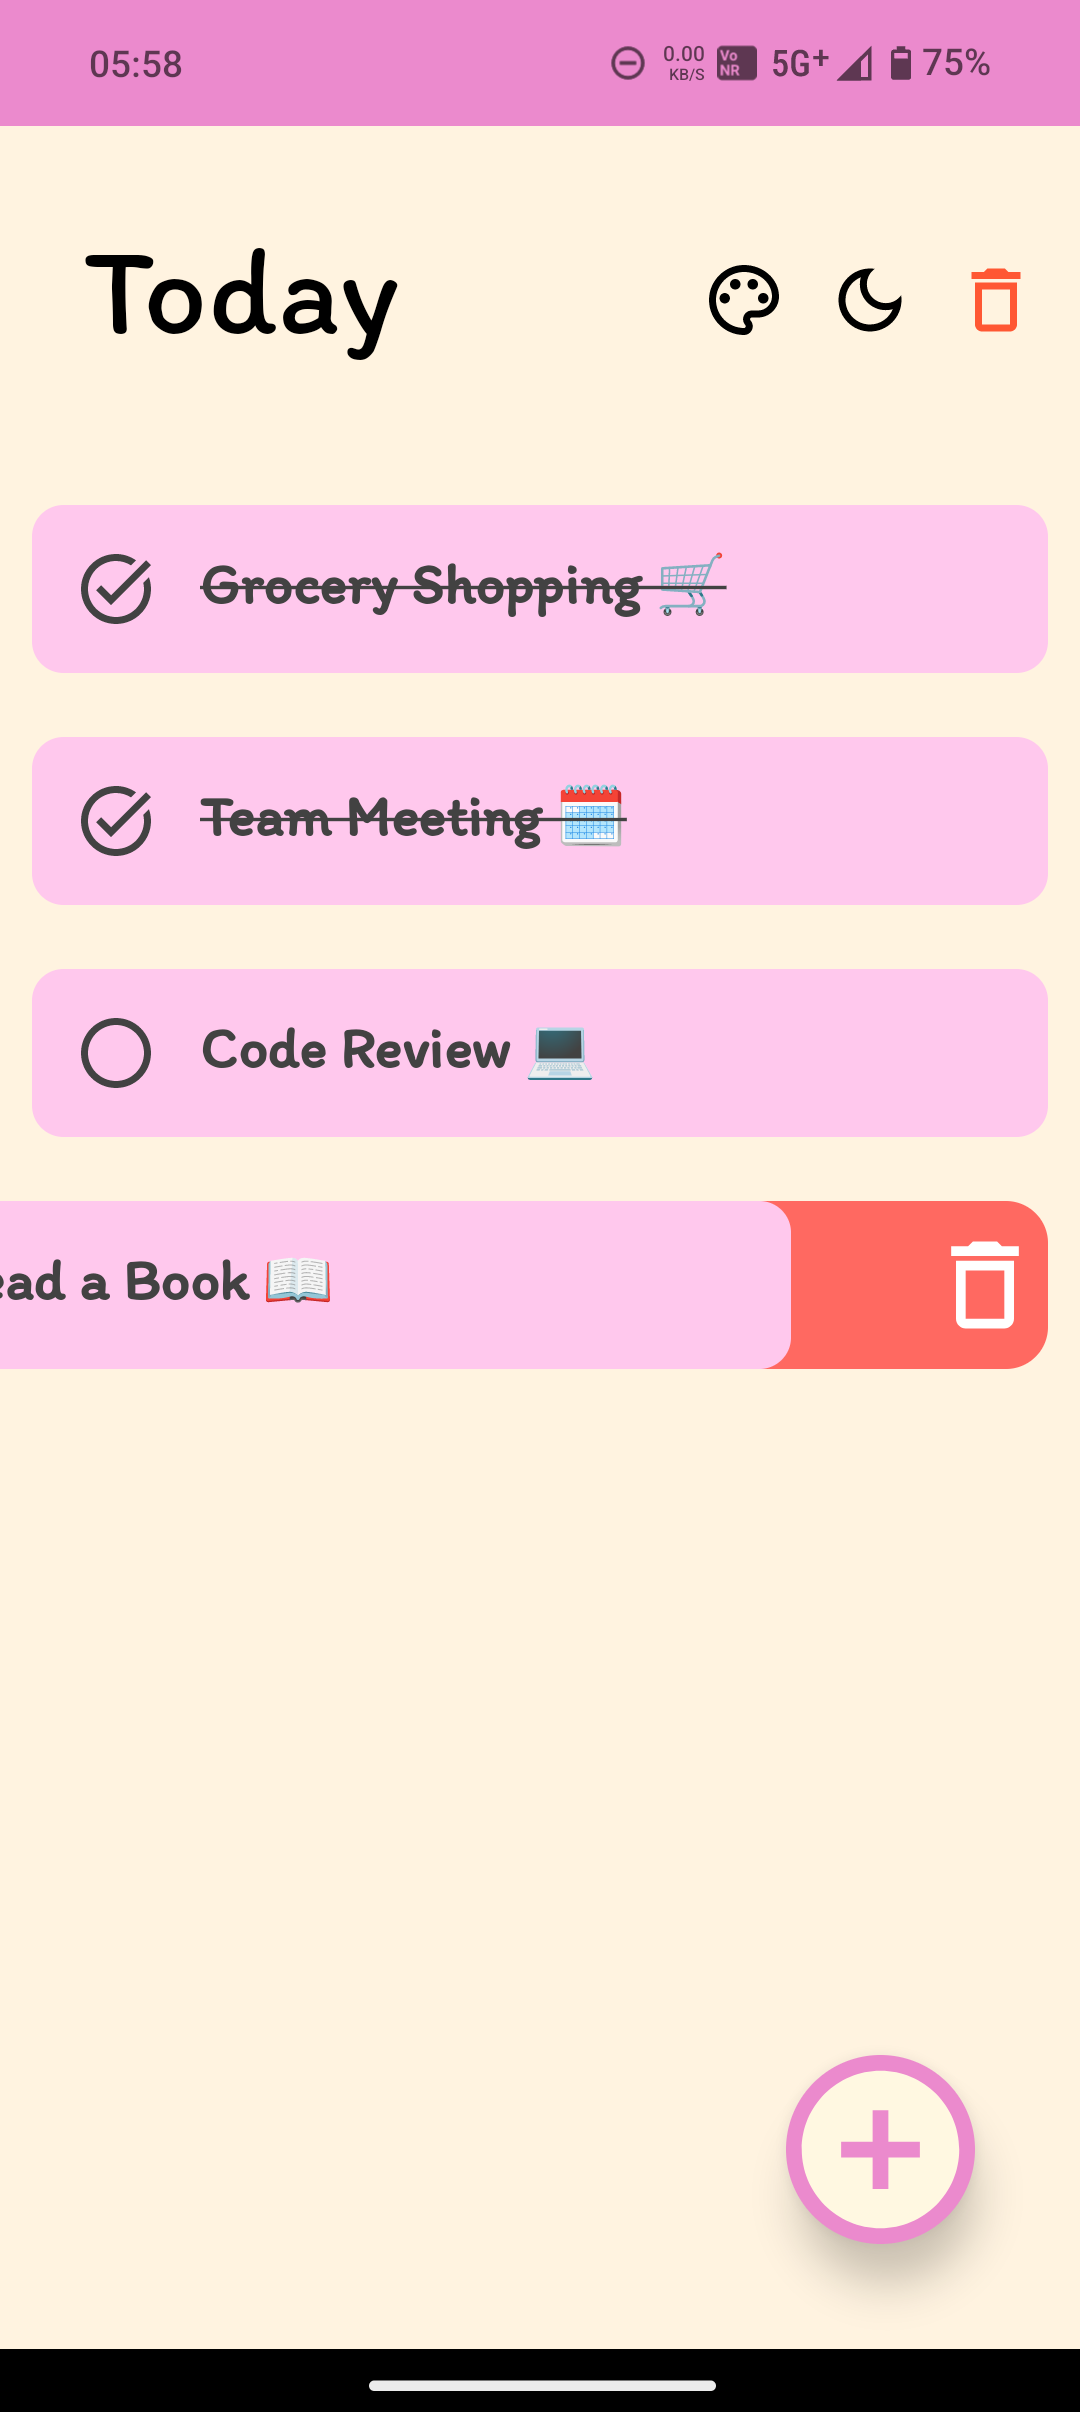 05:58 0.00 KB/S Vo NR 5G+ 75%
Today
Grocery Shopping 🛒
Team Meeting 🗓️
Code Review 💻
ead a Book 📖